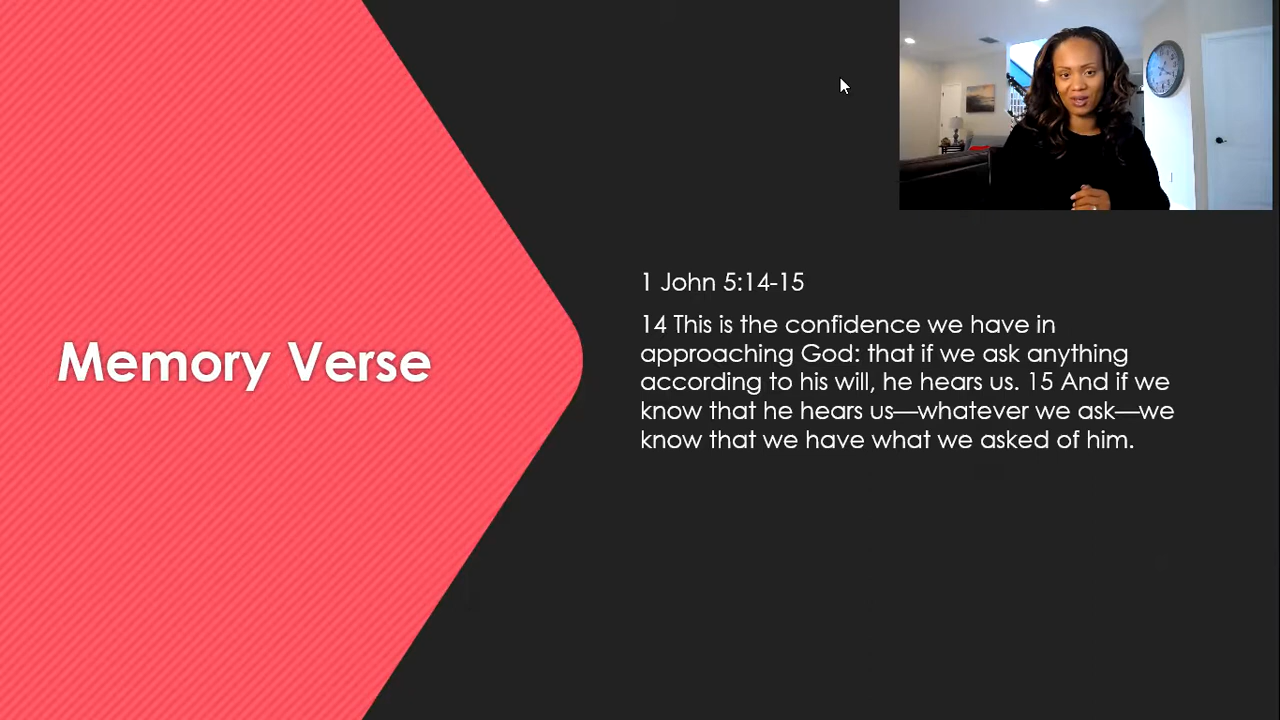 Memory Verse
1 John 5:14-15
14 This is the confidence we have in
approaching God: that if we ask anything
according to his will, he hears us. 15 And if we
know that he hears us—whatever we ask—we
know that we have what we asked of him.